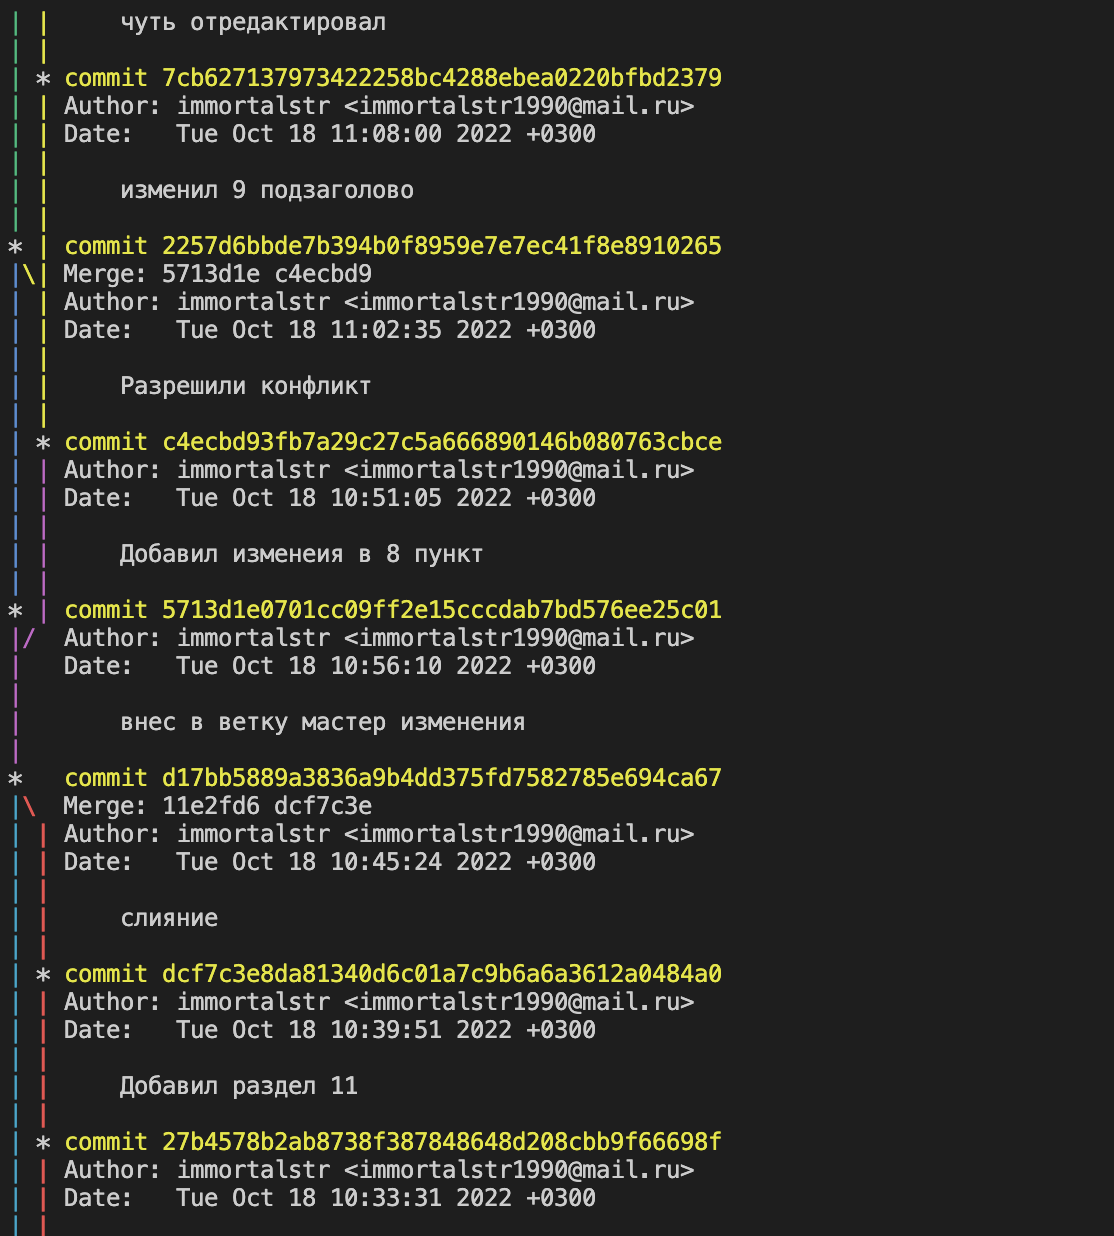 чуть отредактировал
* commit 7cb627137973422258bc4288ebea0220bfbd2379
Author: immortalstr <immortalstr1990@mail.ru>
Date:   Tue Oct 18 11:08:00 2022 +0300
изменил 9 подзаголово
* commit 2257d6bbde7b394b0f8959e7e7ec41f8e8910265
Merge: 5713d1e c4ecbd9
Author: immortalstr <immortalstr1990@mail.ru>
Date:   Tue Oct 18 11:02:35 2022 +0300
Разрешили конфликт
* commit c4ecbd93fb7a29c27c5a666890146b080763cbce
Author: immortalstr <immortalstr1990@mail.ru>
Date:   Tue Oct 18 10:51:05 2022 +0300
Добавил изменеия в 8 пункт
* commit 5713d1e0701cc09ff2e15cccdab7bd576ee25c01
Author: immortalstr <immortalstr1990@mail.ru>
Date:   Tue Oct 18 10:56:10 2022 +0300
внес в ветку мастер изменения
* commit d17bb5889a3836a9b4dd375fd7582785e694ca67
Merge: 11e2fd6 dcf7c3e
Author: immortalstr <immortalstr1990@mail.ru>
Date:   Tue Oct 18 10:45:24 2022 +0300
слияние
* commit dcf7c3e8da81340d6c01a7c9b6a6a3612a0484a0
Author: immortalstr <immortalstr1990@mail.ru>
Date:   Tue Oct 18 10:39:51 2022 +0300
Добавил раздел 11
* commit 27b4578b2ab8738f387848648d208cbb9f66698f
Author: immortalstr <immortalstr1990@mail.ru>
Date:   Tue Oct 18 10:33:31 2022 +0300